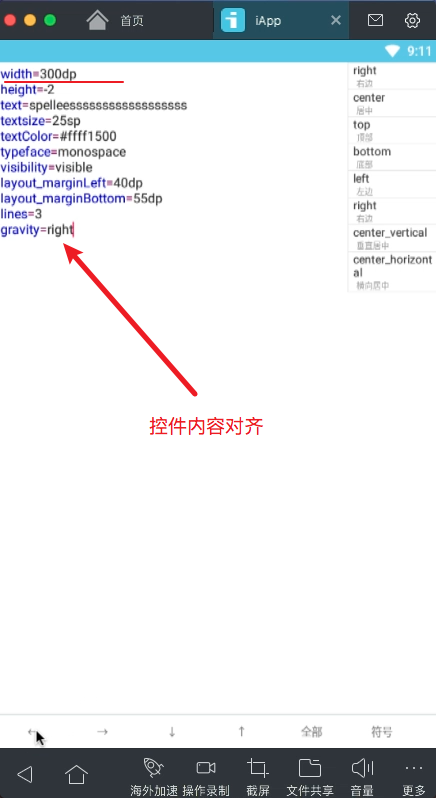 首页
iApp
9:11
width=300dp
height=-2
text=spelleesssssssssssssssssss
textsize=25sp
textColor=#ffff1500
typeface=monospace
visibility=visible
layout_marginLeft=40dp
layout_marginBottom=55dp
lines=3
gravity=right
right
右边
center
居中
top
顶部
bottom
底部
left
左边
right
右边
center_vertical
垂直居中
center_horizont
al
横向居中
控件内容对齐
全部
符号
海外加速
操作录制
截屏
文件共享
音量
更多